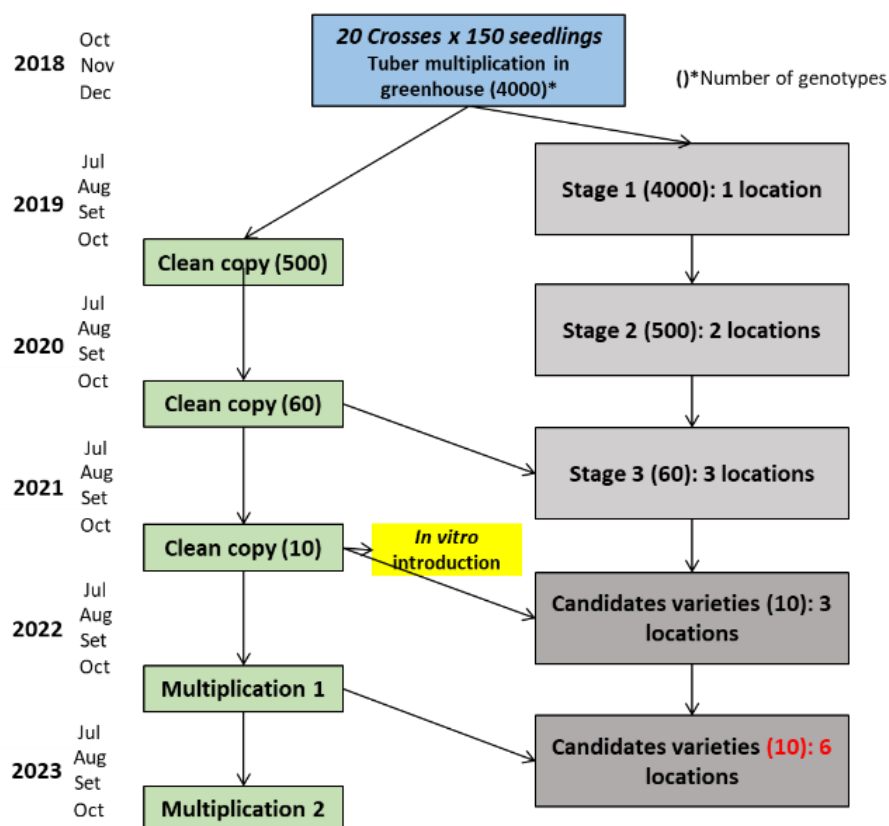 2018
Oct
Nov
Dec
20 Crosses x 150 seedlings
Tuber multiplication in
greenhouse (4000)*
()*Number of genotypes
2019
Jul
Aug
Set
Oct
Stage 1 (4000): 1 location
Clean copy (500)
2020
Jul
Aug
Set
Oct
Stage 2 (500): 2 locations
Clean copy (60)
2021
Jul
Aug
Set
Oct
Stage 3 (60): 3 locations
Clean copy (10)
In vitro
introduction
2022
Jul
Aug
Set
Oct
Candidates varieties (10): 3
locations
Multiplication 1
2023
Jul
Aug
Set
Oct
Candidates varieties (10): 6
locations
Multiplication 2